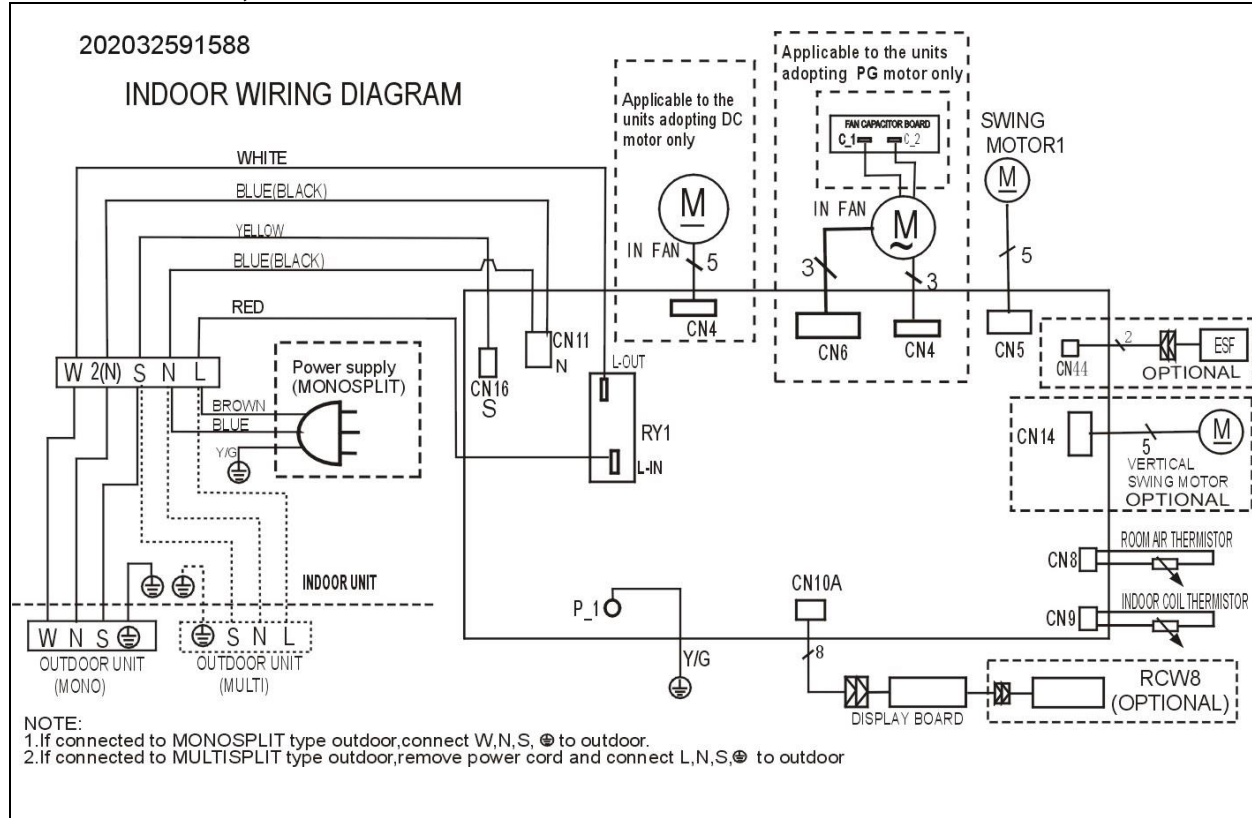 202032591588
INDOOR WIRING DIAGRAM
WHITE
BLUE(BLACK)
YELLOW
BLUE(BLACK)
RED
W 2(N) S N L
Power supply
(MONOSPLIT)
BROWN
BLUE
Y/G
INDOOR UNIT
W N S
OUTDOOR UNIT
(MONO)
S N L
OUTDOOR UNIT
(MULTI)
Applicable to the
units adopting DC
motor only
M
IN FAN
5
CN4
Applicable to the units
adopting PG motor only
FAN CAPACITOR BOARD
C_1 C_2
IN FAN
M
~
3
3
CN6
CN4
SWING
MOTOR1
M
5
CN5
CN16
S
CN11
N
L-OUT
RY1
L-IN
CN44
2
ESF
OPTIONAL
CN14
5
M
VERTICAL
SWING MOTOR
OPTIONAL
CN8
ROOM AIR THERMISTOR
CN9
INDOOR COIL THERMISTOR
P_1
Y/G
CN10A
8
DISPLAY BOARD
RCW8
(OPTIONAL)
NOTE:
1.If connected to MONOSPLIT type outdoor,connect W,N,S, ⏚ to outdoor.
2.If connected to MULTISPLIT type outdoor,remove power cord and connect L,N,S,⏚ to outdoor